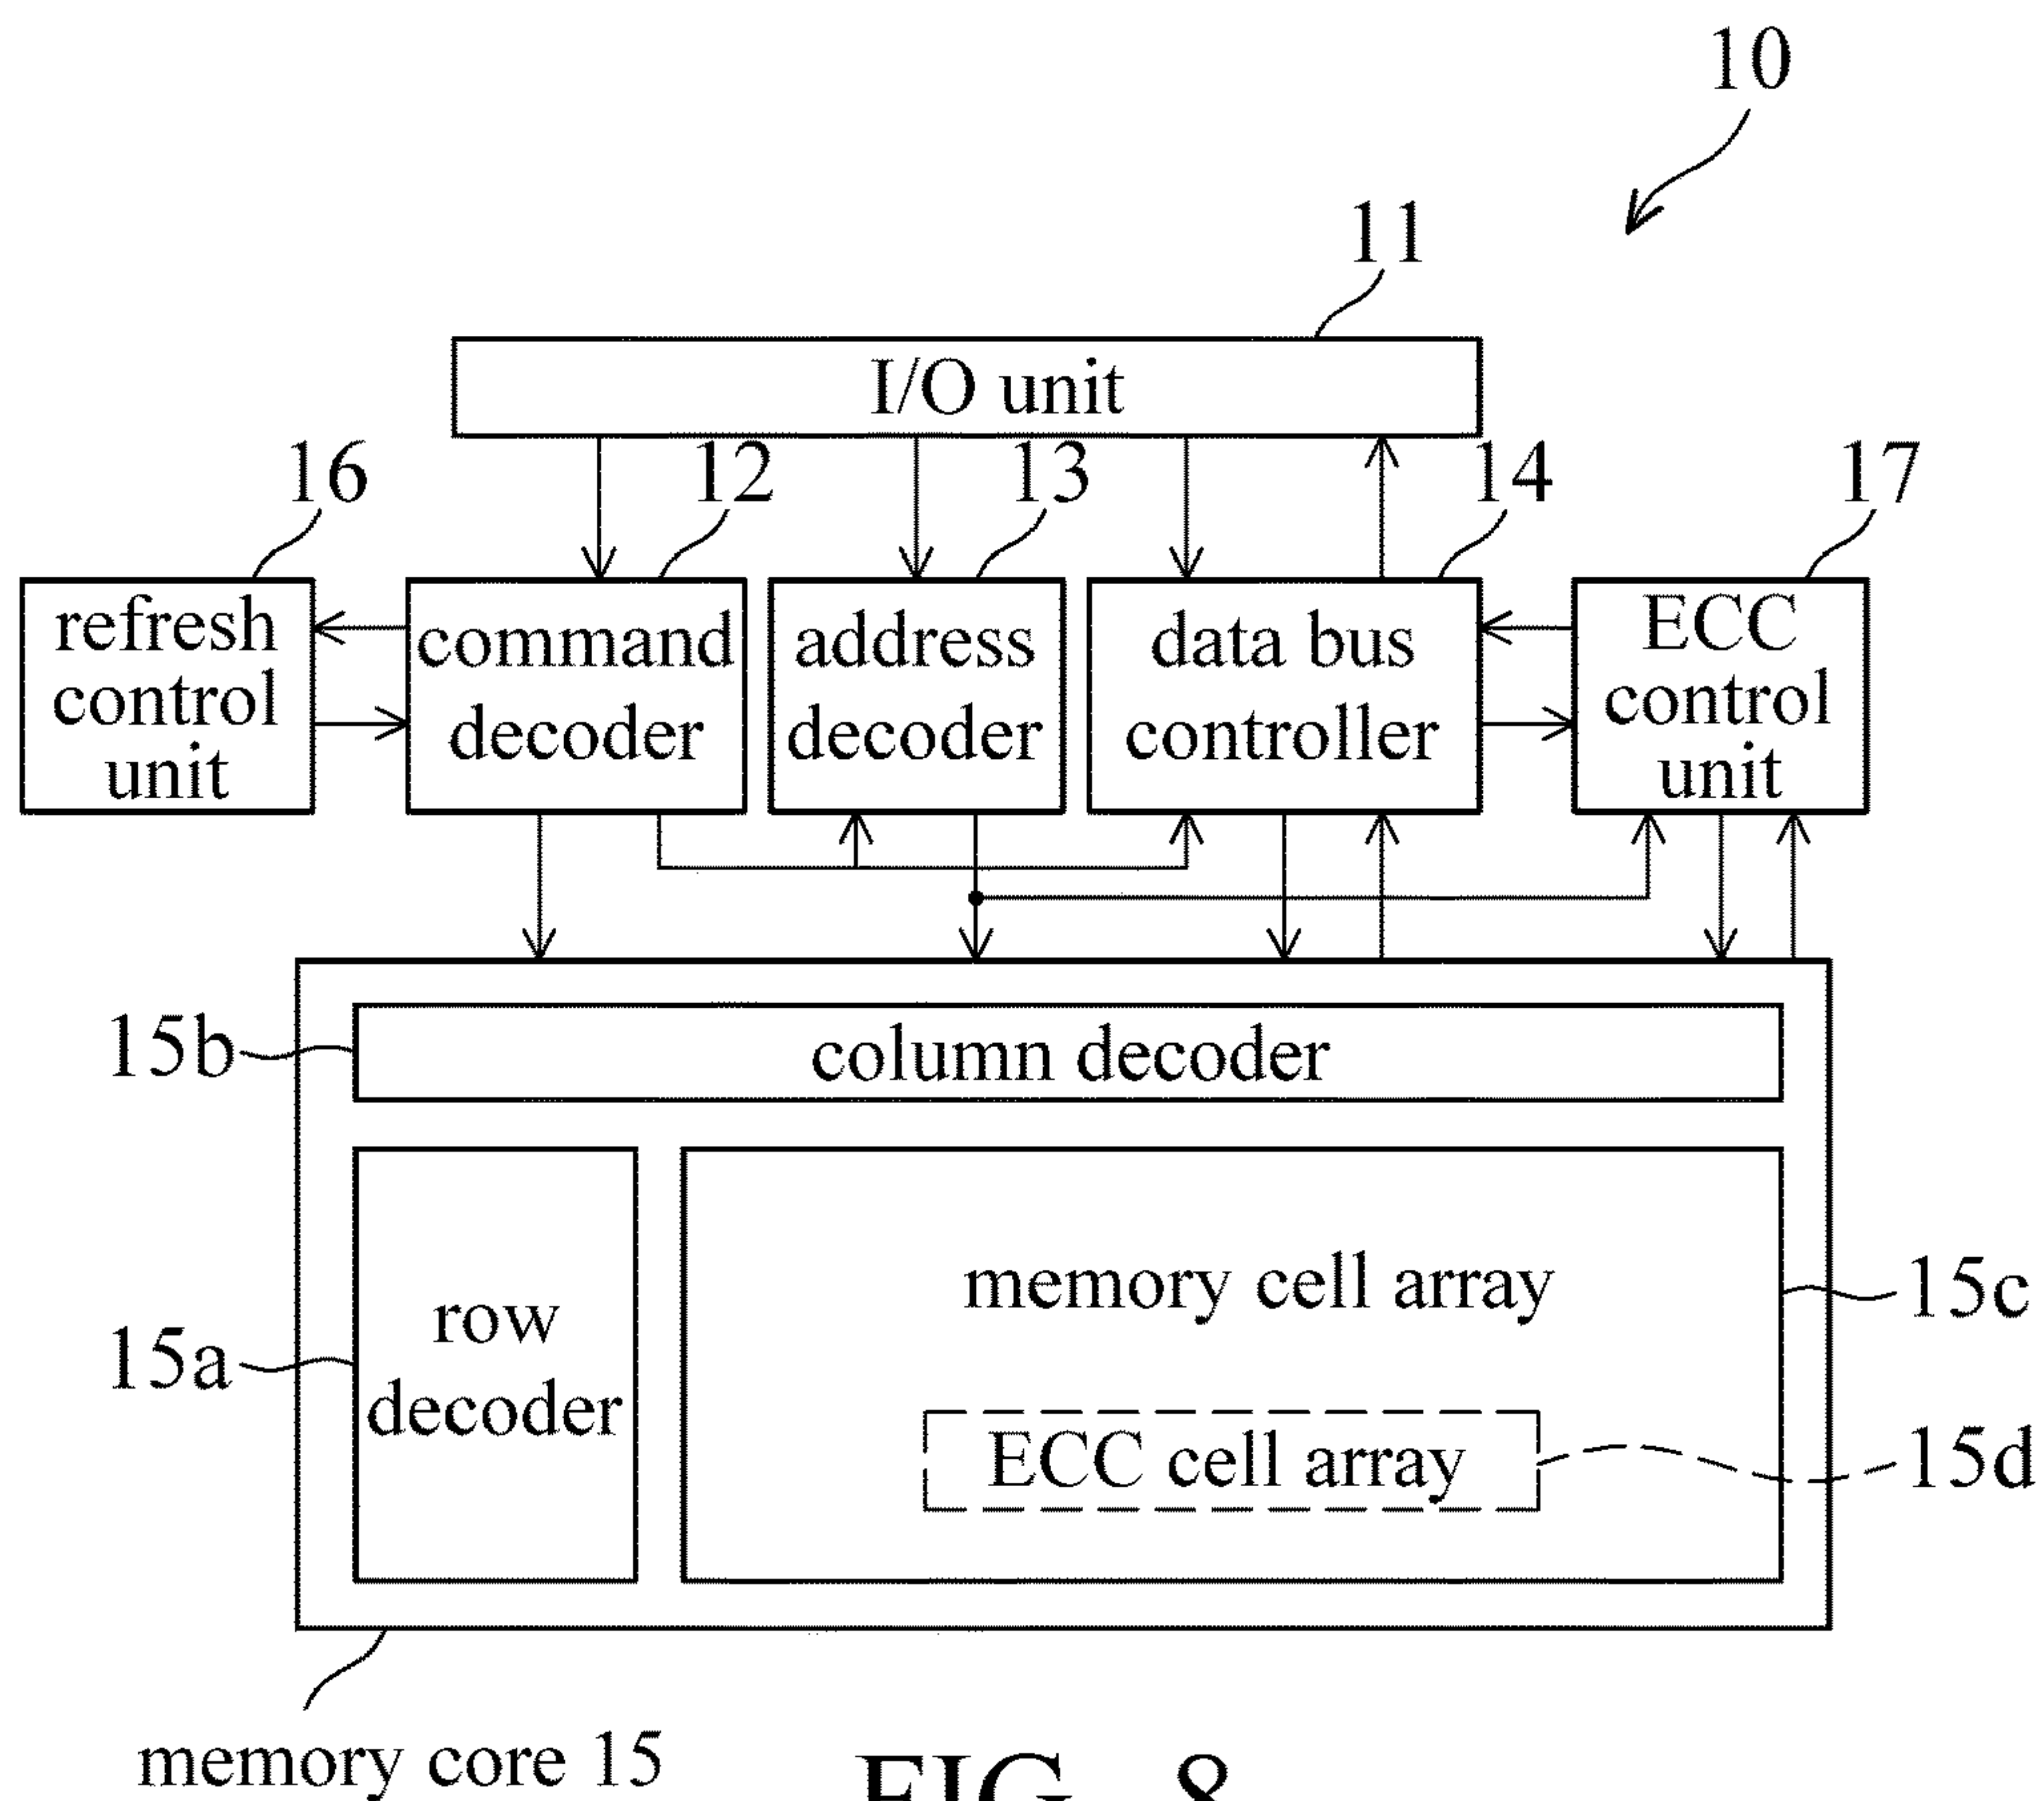 10
11
I/O unit
16
12
13
14
17
refresh
control
unit
command
decoder
address
decoder
data bus
controller
ECC
control
unit
15b
column decoder
15a
row
decoder
memory cell array
15c
ECC cell array
15d
memory core 15
FIG. 8